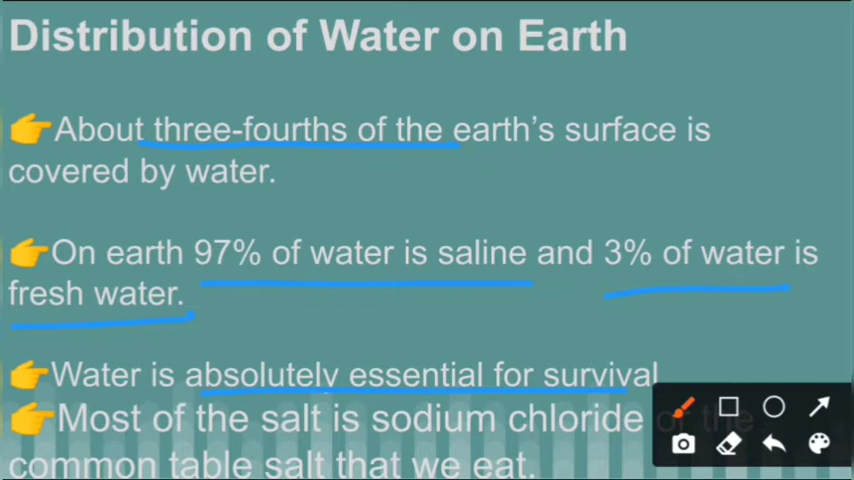 Distribution of Water on Earth
👉About three-fourths of the earth's surface is
covered by water.
👉On earth 97% of water is saline and 3% of water is
fresh water.
👉Water is absolutely essential for survival
👉Most of the salt is sodium chloride or the
common table salt that we eat.